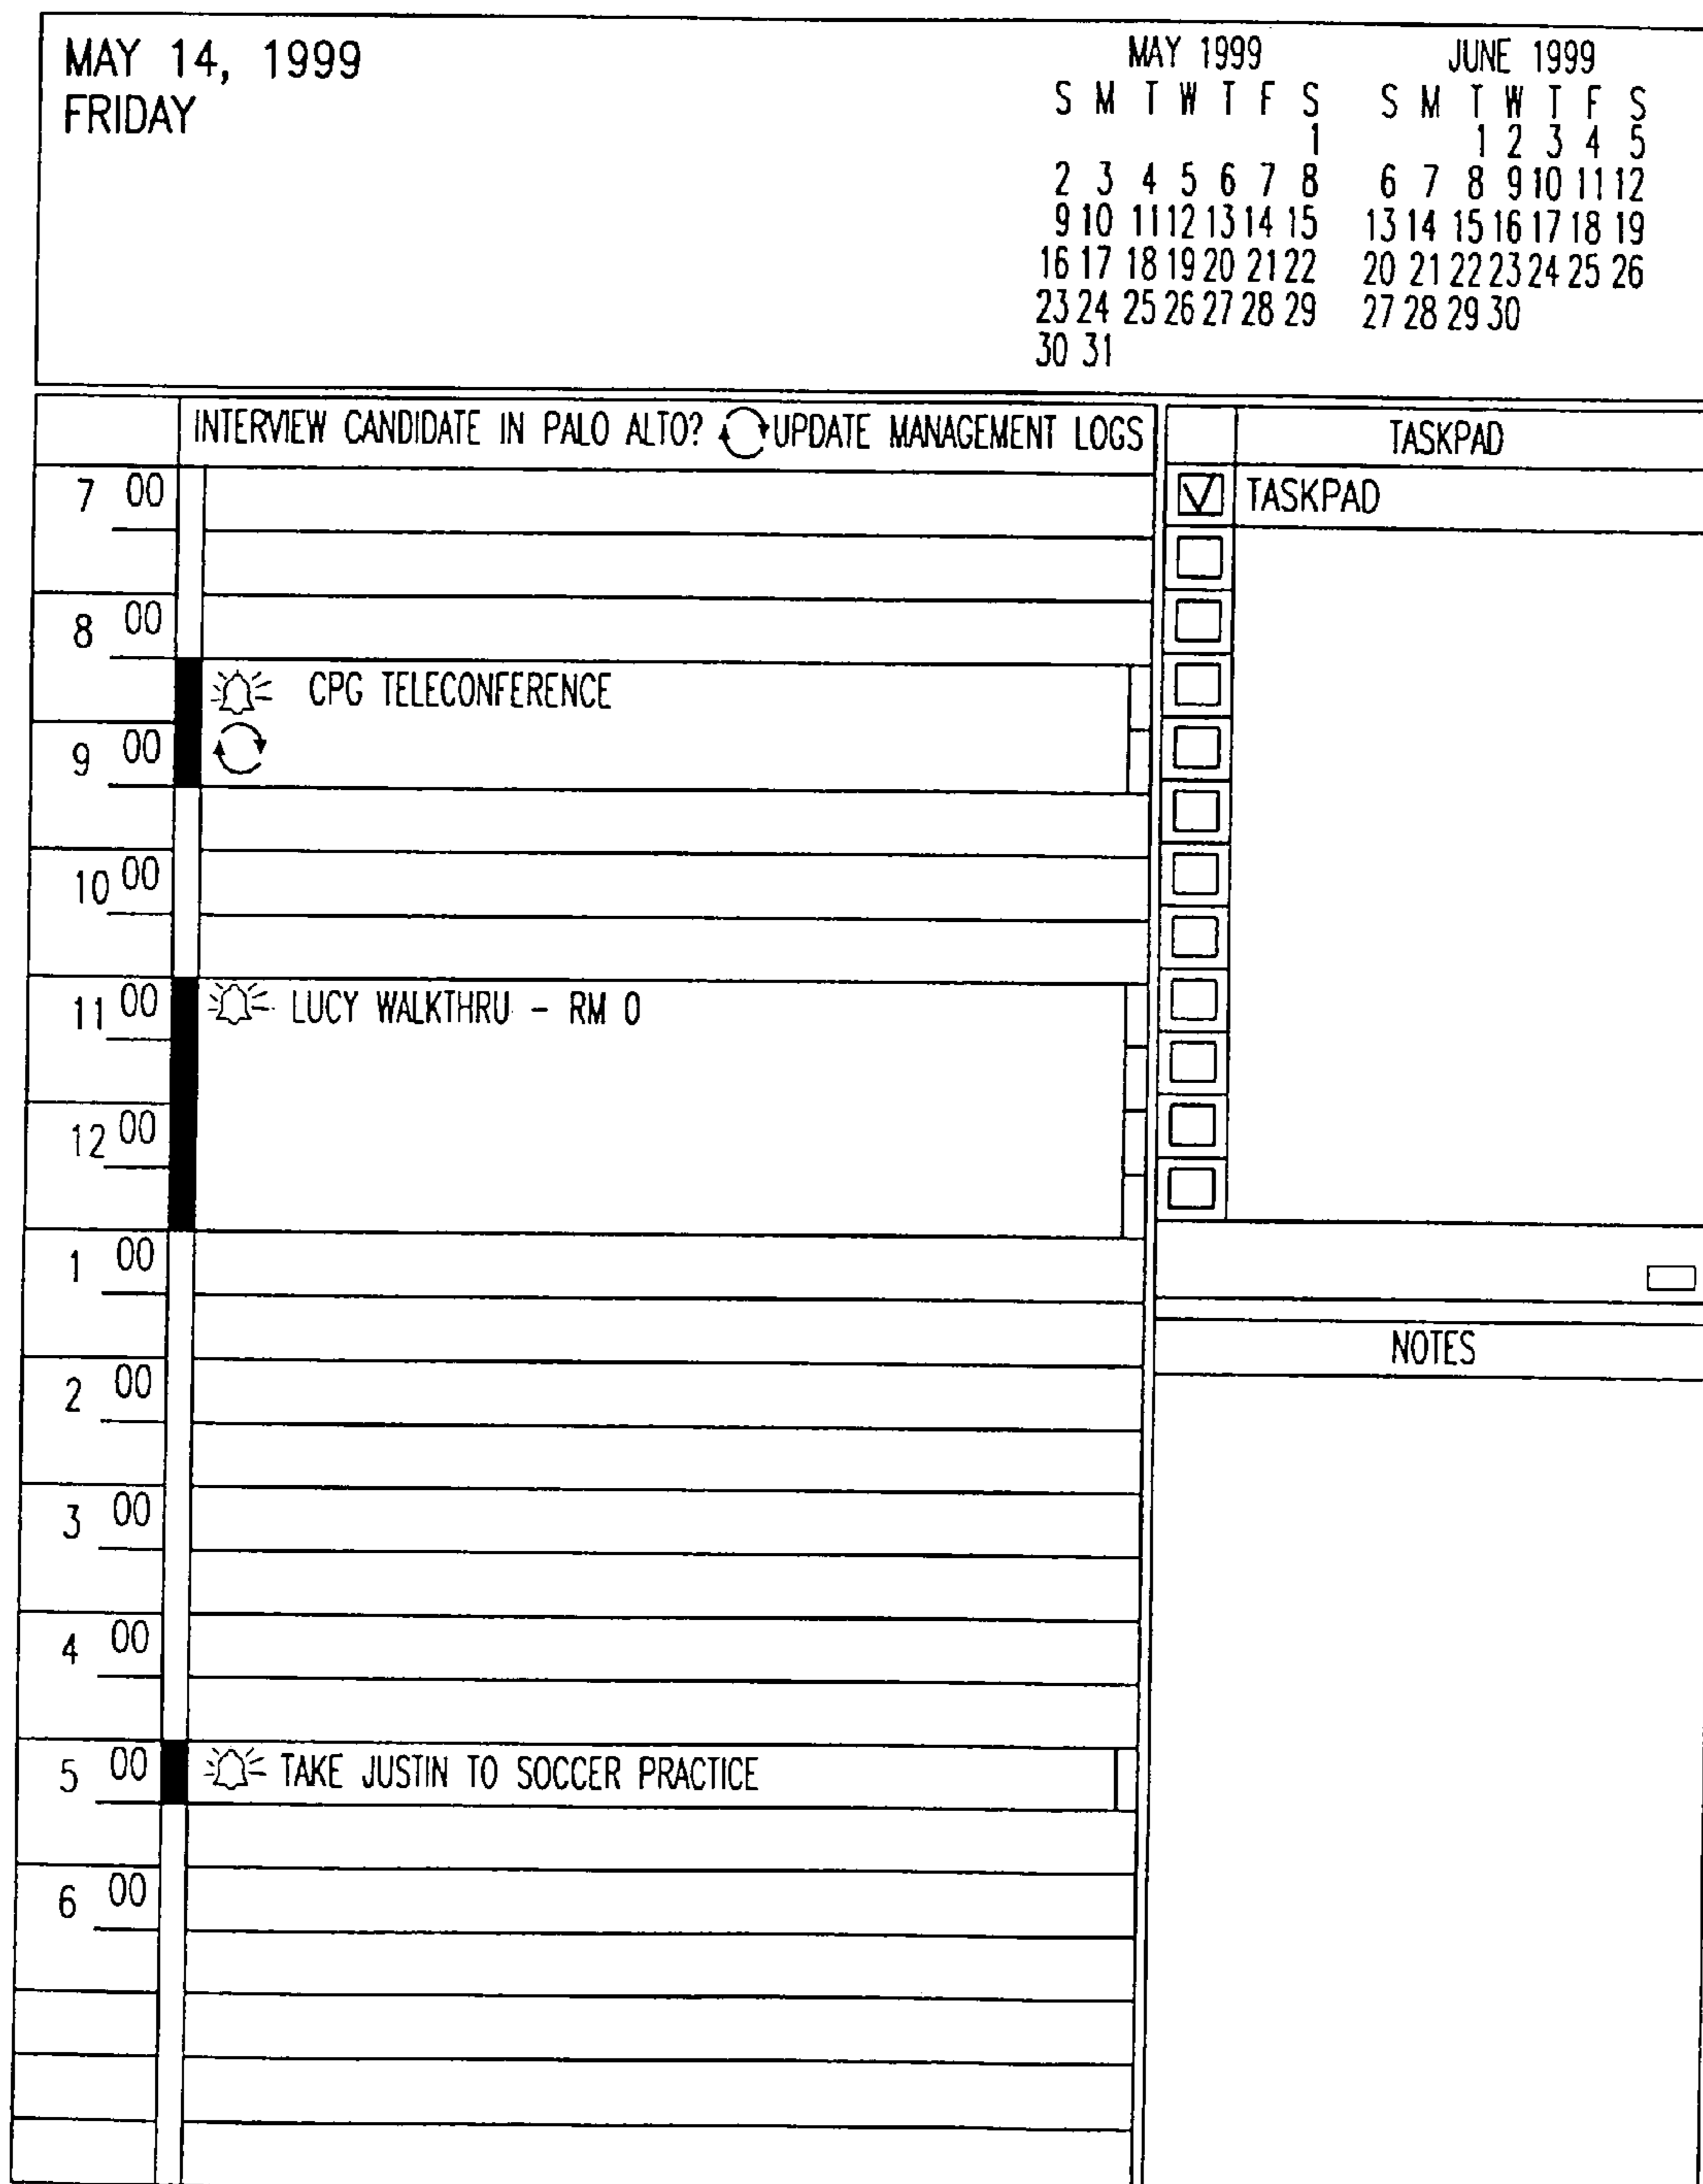 MAY 14, 1999
FRIDAY
MAY 1999
S M T W T F S
1
2 3 4 5 6 7 8
9 10 11 12 13 14 15
16 17 18 19 20 21 22
23 24 25 26 27 28 29
30 31
JUNE 1999
S M T W T F S
1 2 3 4 5
6 7 8 9 10 11 12
13 14 15 16 17 18 19
20 21 22 23 24 25 26
27 28 29 30
INTERVIEW CANDIDATE IN PALO ALTO? UPDATE MANAGEMENT LOGS
7 00
8 00
CPG TELECONFERENCE
9 00
10 00
11 00 LUCY WALKTHRU - RM O
12 00
1 00
2 00
3 00
4 00
5 00 TAKE JUSTIN TO SOCCER PRACTICE
6 00
TASKPAD
TASKPAD
NOTES